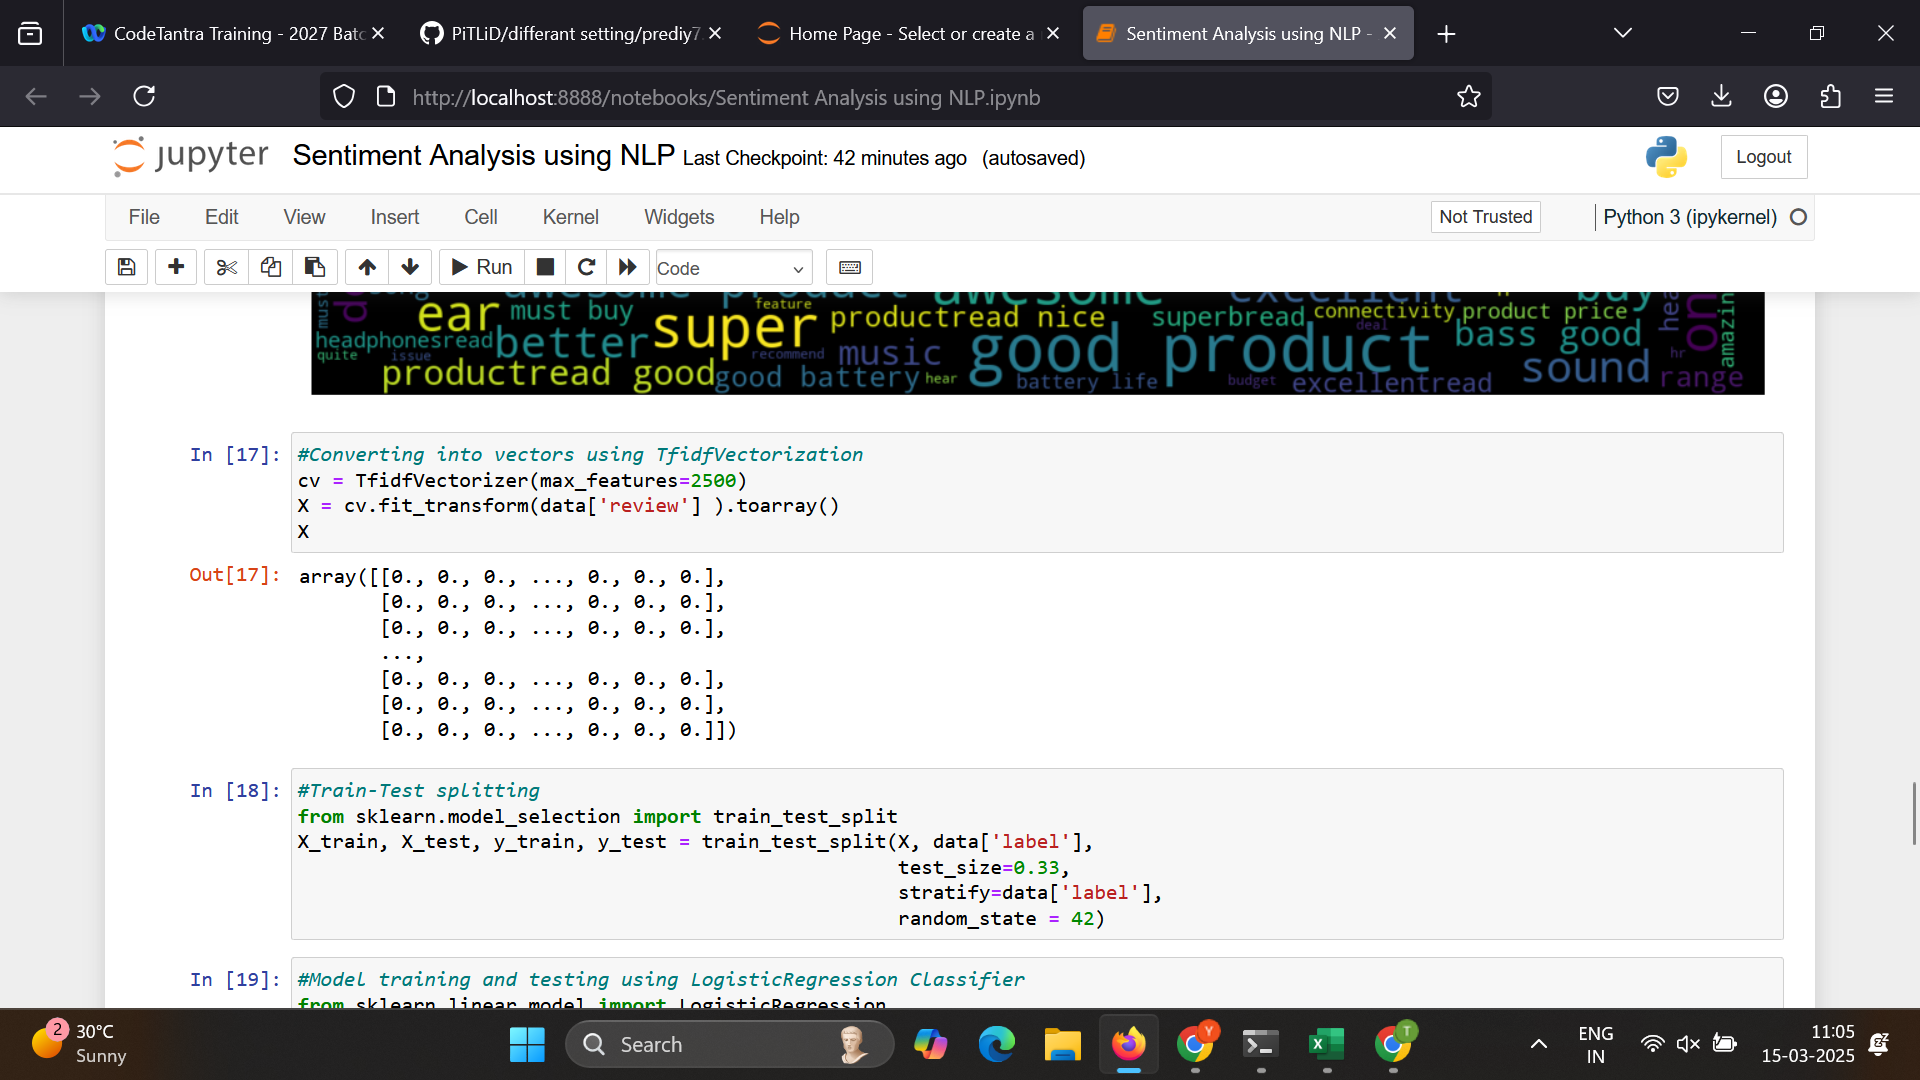 CodeTantra Training - 2027 Batc
PiTLiD/differant setting/prediy7.
Home Page - Select or create a
Sentiment Analysis using NLP -
http://localhost:8888/notebooks/Sentiment Analysis using NLP.ipynb
jupyter Sentiment Analysis using NLP Last Checkpoint: 42 minutes ago (autosaved)
Logout
File Edit View Insert Cell Kernel Widgets Help
Not Trusted
Python 3 (ipykernel)
Run
Code
must
ear
must buy
feature
super
productread nice
superbread
connectivity
product price
deal
headphonesread
better
quite
issue
recommend
music
good product
bass good
hr
amazin
productread good
good battery
hear
battery life
budget
excellentread
sound
range
In [17]: #Converting into vectors using TfidfVectorization
cv = TfidfVectorizer(max_features=2500)
X = cv.fit_transform(data['review'] ).toarray()
X
Out[17]: array([[0., 0., 0., ..., 0., 0., 0.],
[0., 0., 0., ..., 0., 0., 0.],
[0., 0., 0., ..., 0., 0., 0.],
...,
[0., 0., 0., ..., 0., 0., 0.],
[0., 0., 0., ..., 0., 0., 0.],
[0., 0., 0., ..., 0., 0., 0.]])
In [18]: #Train-Test splitting
from sklearn.model_selection import train_test_split
X_train, X_test, y_train, y_test = train_test_split(X, data['label'],
test_size=0.33,
stratify=data['label'],
random_state = 42)
In [19]: #Model training and testing using LogisticRegression Classifier
from sklearn.linear_model import LogisticRegression
2
30°C
Sunny
Search
Y
T
ENG
IN
11:05
15-03-2025